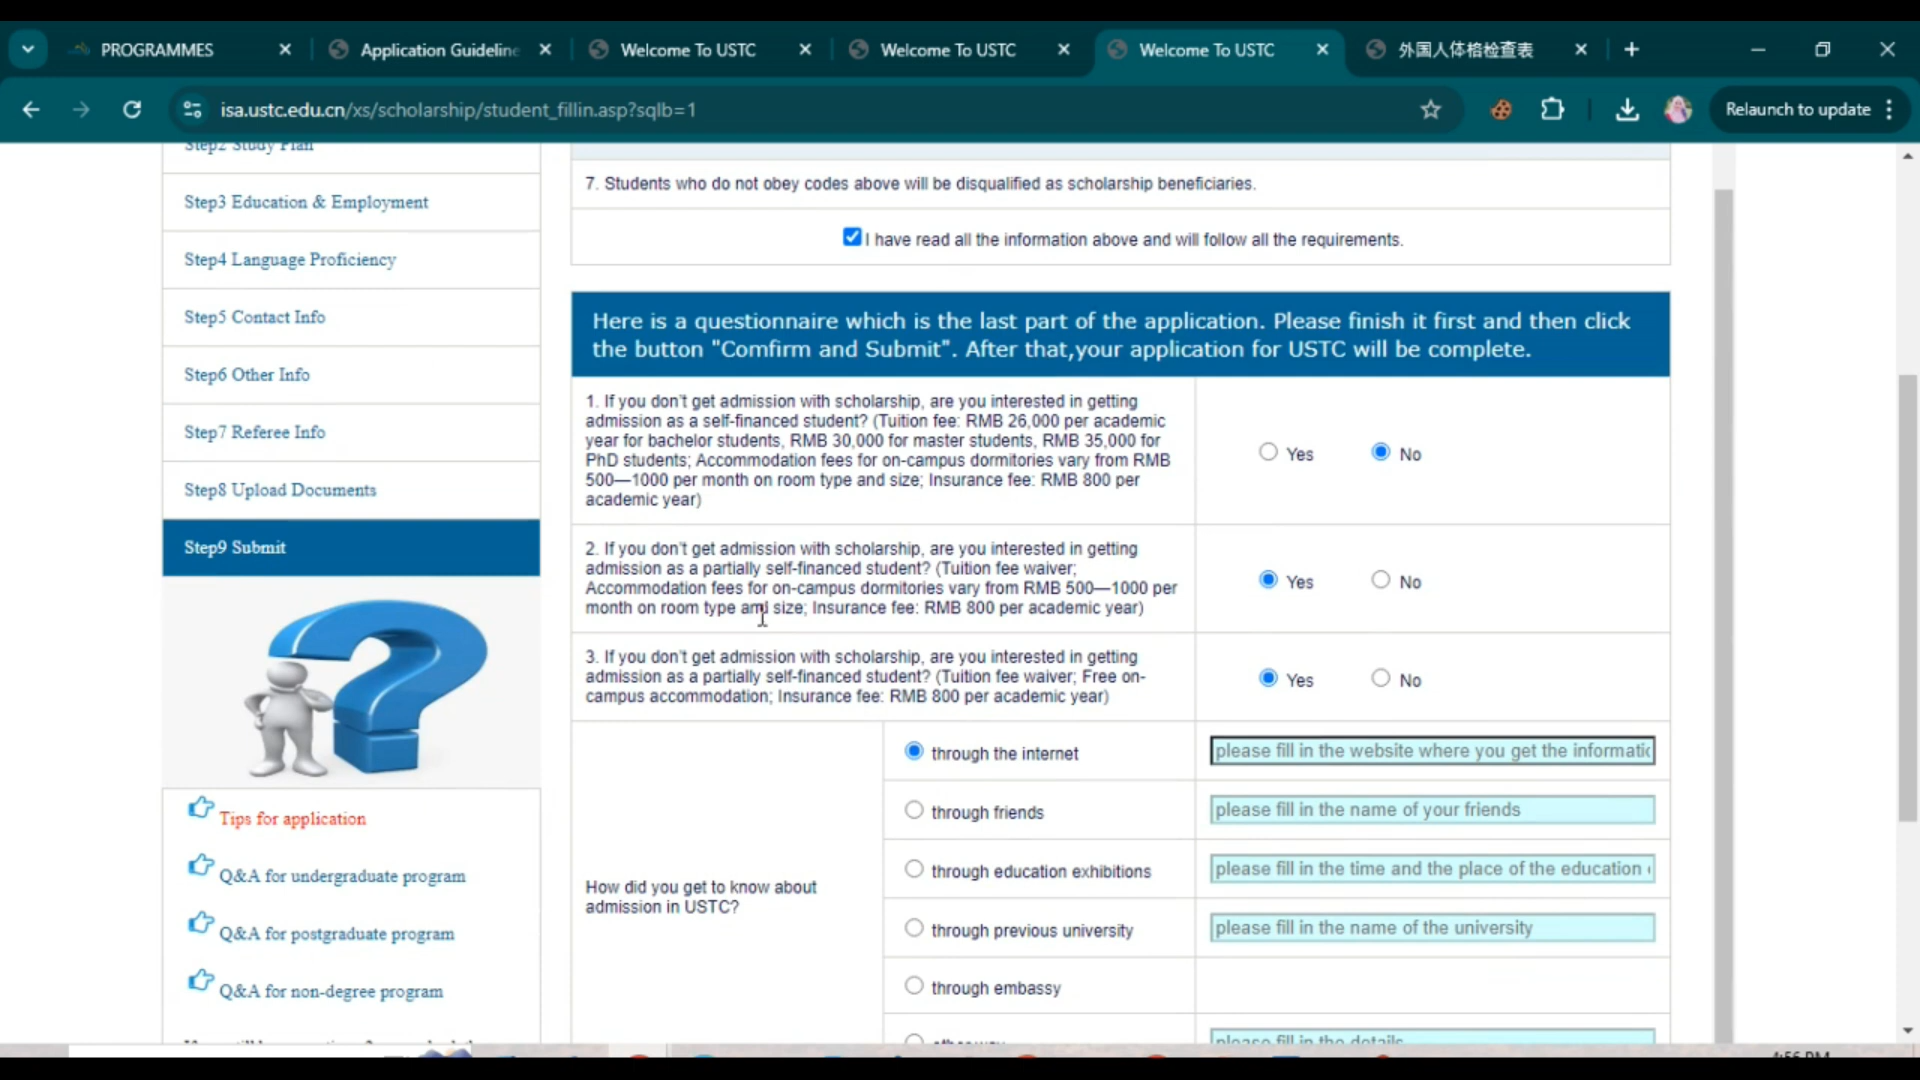 PROGRAMMES
Application Guideline
Welcome To USTC
Welcome To USTC
Welcome To USTC
外国人体格检查表
isa.ustc.edu.cn/xs/scholarship/student_fillin.asp?sqlb=1
Relaunch to update
Step2 Study Plan
Step3 Education & Employment
Step4 Language Proficiency
Step5 Contact Info
Step6 Other Info
Step7 Referee Info
Step8 Upload Documents
Step9 Submit
Tips for application
Q&A for undergraduate program
Q&A for postgraduate program
Q&A for non-degree program
7. Students who do not obey codes above will be disqualified as scholarship beneficiaries.
I have read all the information above and will follow all the requirements.
Here is a questionnaire which is the last part of the application. Please finish it first and then click
the button "Comfirm and Submit". After that,your application for USTC will be complete.
1. If you don't get admission with scholarship, are you interested in getting
admission as a self-financed student? (Tuition fee: RMB 26,000 per academic
year for bachelor students, RMB 30,000 for master students, RMB 35,000 for
PhD students; Accommodation fees for on-campus dormitories vary from RMB
500—1000 per month on room type and size; Insurance fee: RMB 800 per
academic year)
Yes No
2. If you don't get admission with scholarship, are you interested in getting
admission as a partially self-financed student? (Tuition fee waiver;
Accommodation fees for on-campus dormitories vary from RMB 500—1000 per
month on room type and size; Insurance fee: RMB 800 per academic year)
Yes No
3. If you don't get admission with scholarship, are you interested in getting
admission as a partially self-financed student? (Tuition fee waiver; Free on-
campus accommodation; Insurance fee: RMB 800 per academic year)
Yes No
How did you get to know about
admission in USTC?
through the internet
please fill in the website where you get the informatic
through friends
please fill in the name of your friends
through education exhibitions
please fill in the time and the place of the education
through previous university
please fill in the name of the university
through embassy
please fill in the details
4:56 PM